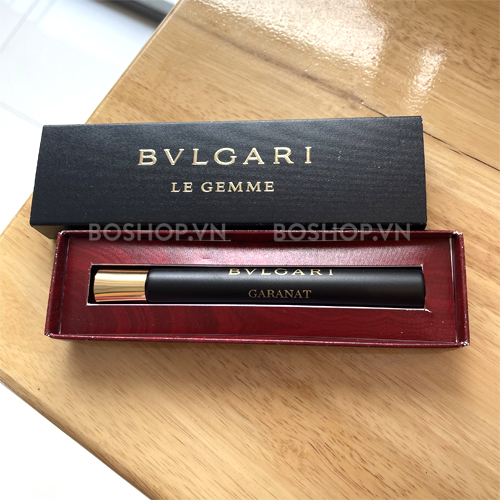 BVLGARI
LE GEMME
BOSHOP.VN BOSHOP.VN
BVLGARI
GARANAT